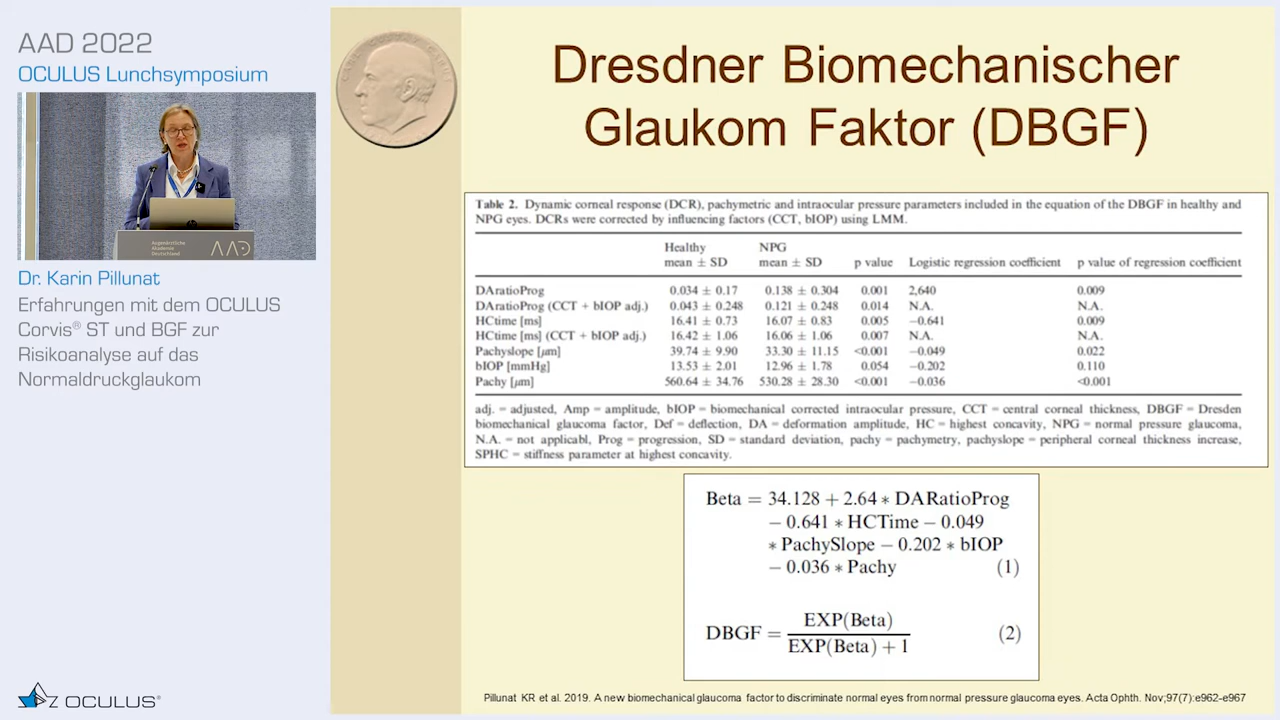 AAD 2022
OCULUS Lunchsymposium
Augenärztliche
Akademie
Deutschland
AAD
Dr. Karin Pillunat
Erfahrungen mit dem OCULUS
Corvis® ST und BGF zur
Risikoanalyse auf das
Normaldruckglaukom
OCULUS®
Dresdner Biomechanischer
Glaukom Faktor (DBGF)
Table 2. Dynamic corneal response (DCR), pachymetric and intraocular pressure parameters included in the equation of the DBGF in healthy and
NPG eyes. DCRs were corrected by influencing factors (CCT, bIOP) using LMM.
Healthy NPG
mean ± SD mean ± SD p value Logistic regression coefficient p value of regression coefficient
DAratioProg 0.034 ± 0.17 0.138 ± 0.304 0.001 2,640 0.009
DAratioProg (CCT + bIOP adj.) 0.043 ± 0.248 0.121 ± 0.248 0.014 N.A. N.A.
HCtime [ms] 16.41 ± 0.73 16.07 ± 0.83 0.005 −0.641 0.009
HCtime [ms] (CCT + bIOP adj.) 16.42 ± 1.06 16.06 ± 1.06 0.007 N.A. N.A.
Pachyslope [μm] 39.74 ± 9.90 33.30 ± 11.15 <0.001 −0.049 0.022
bIOP [mmHg] 13.53 ± 2.01 12.96 ± 1.78 0.054 −0.202 0.110
Pachy [μm] 560.64 ± 34.76 530.28 ± 28.30 <0.001 −0.036 <0.001
adj. = adjusted, Amp = amplitude, bIOP = biomechanical corrected intraocular pressure, CCT = central corneal thickness, DBGF = Dresden
biomechanical glaucoma factor, Def = deflection, DA = deformation amplitude, HC = highest concavity, NPG = normal pressure glaucoma,
N.A. = not applicabl, Prog = progression, SD = standard deviation, pachy = pachymetry, pachyslope = peripheral corneal thickness increase,
SPHC = stiffness parameter at highest concavity.
Beta = 34.128 + 2.64 * DARatioProg
− 0.641 * HCTime − 0.049
* PachySlope − 0.202 * bIOP
− 0.036 * Pachy (1)
DBGF = EXP(Beta) / EXP(Beta) + 1 (2)
Pillunat KR et al. 2019. A new biomechanical glaucoma factor to discriminate normal eyes from normal pressure glaucoma eyes. Acta Ophth. Nov;97(7):e962-e967